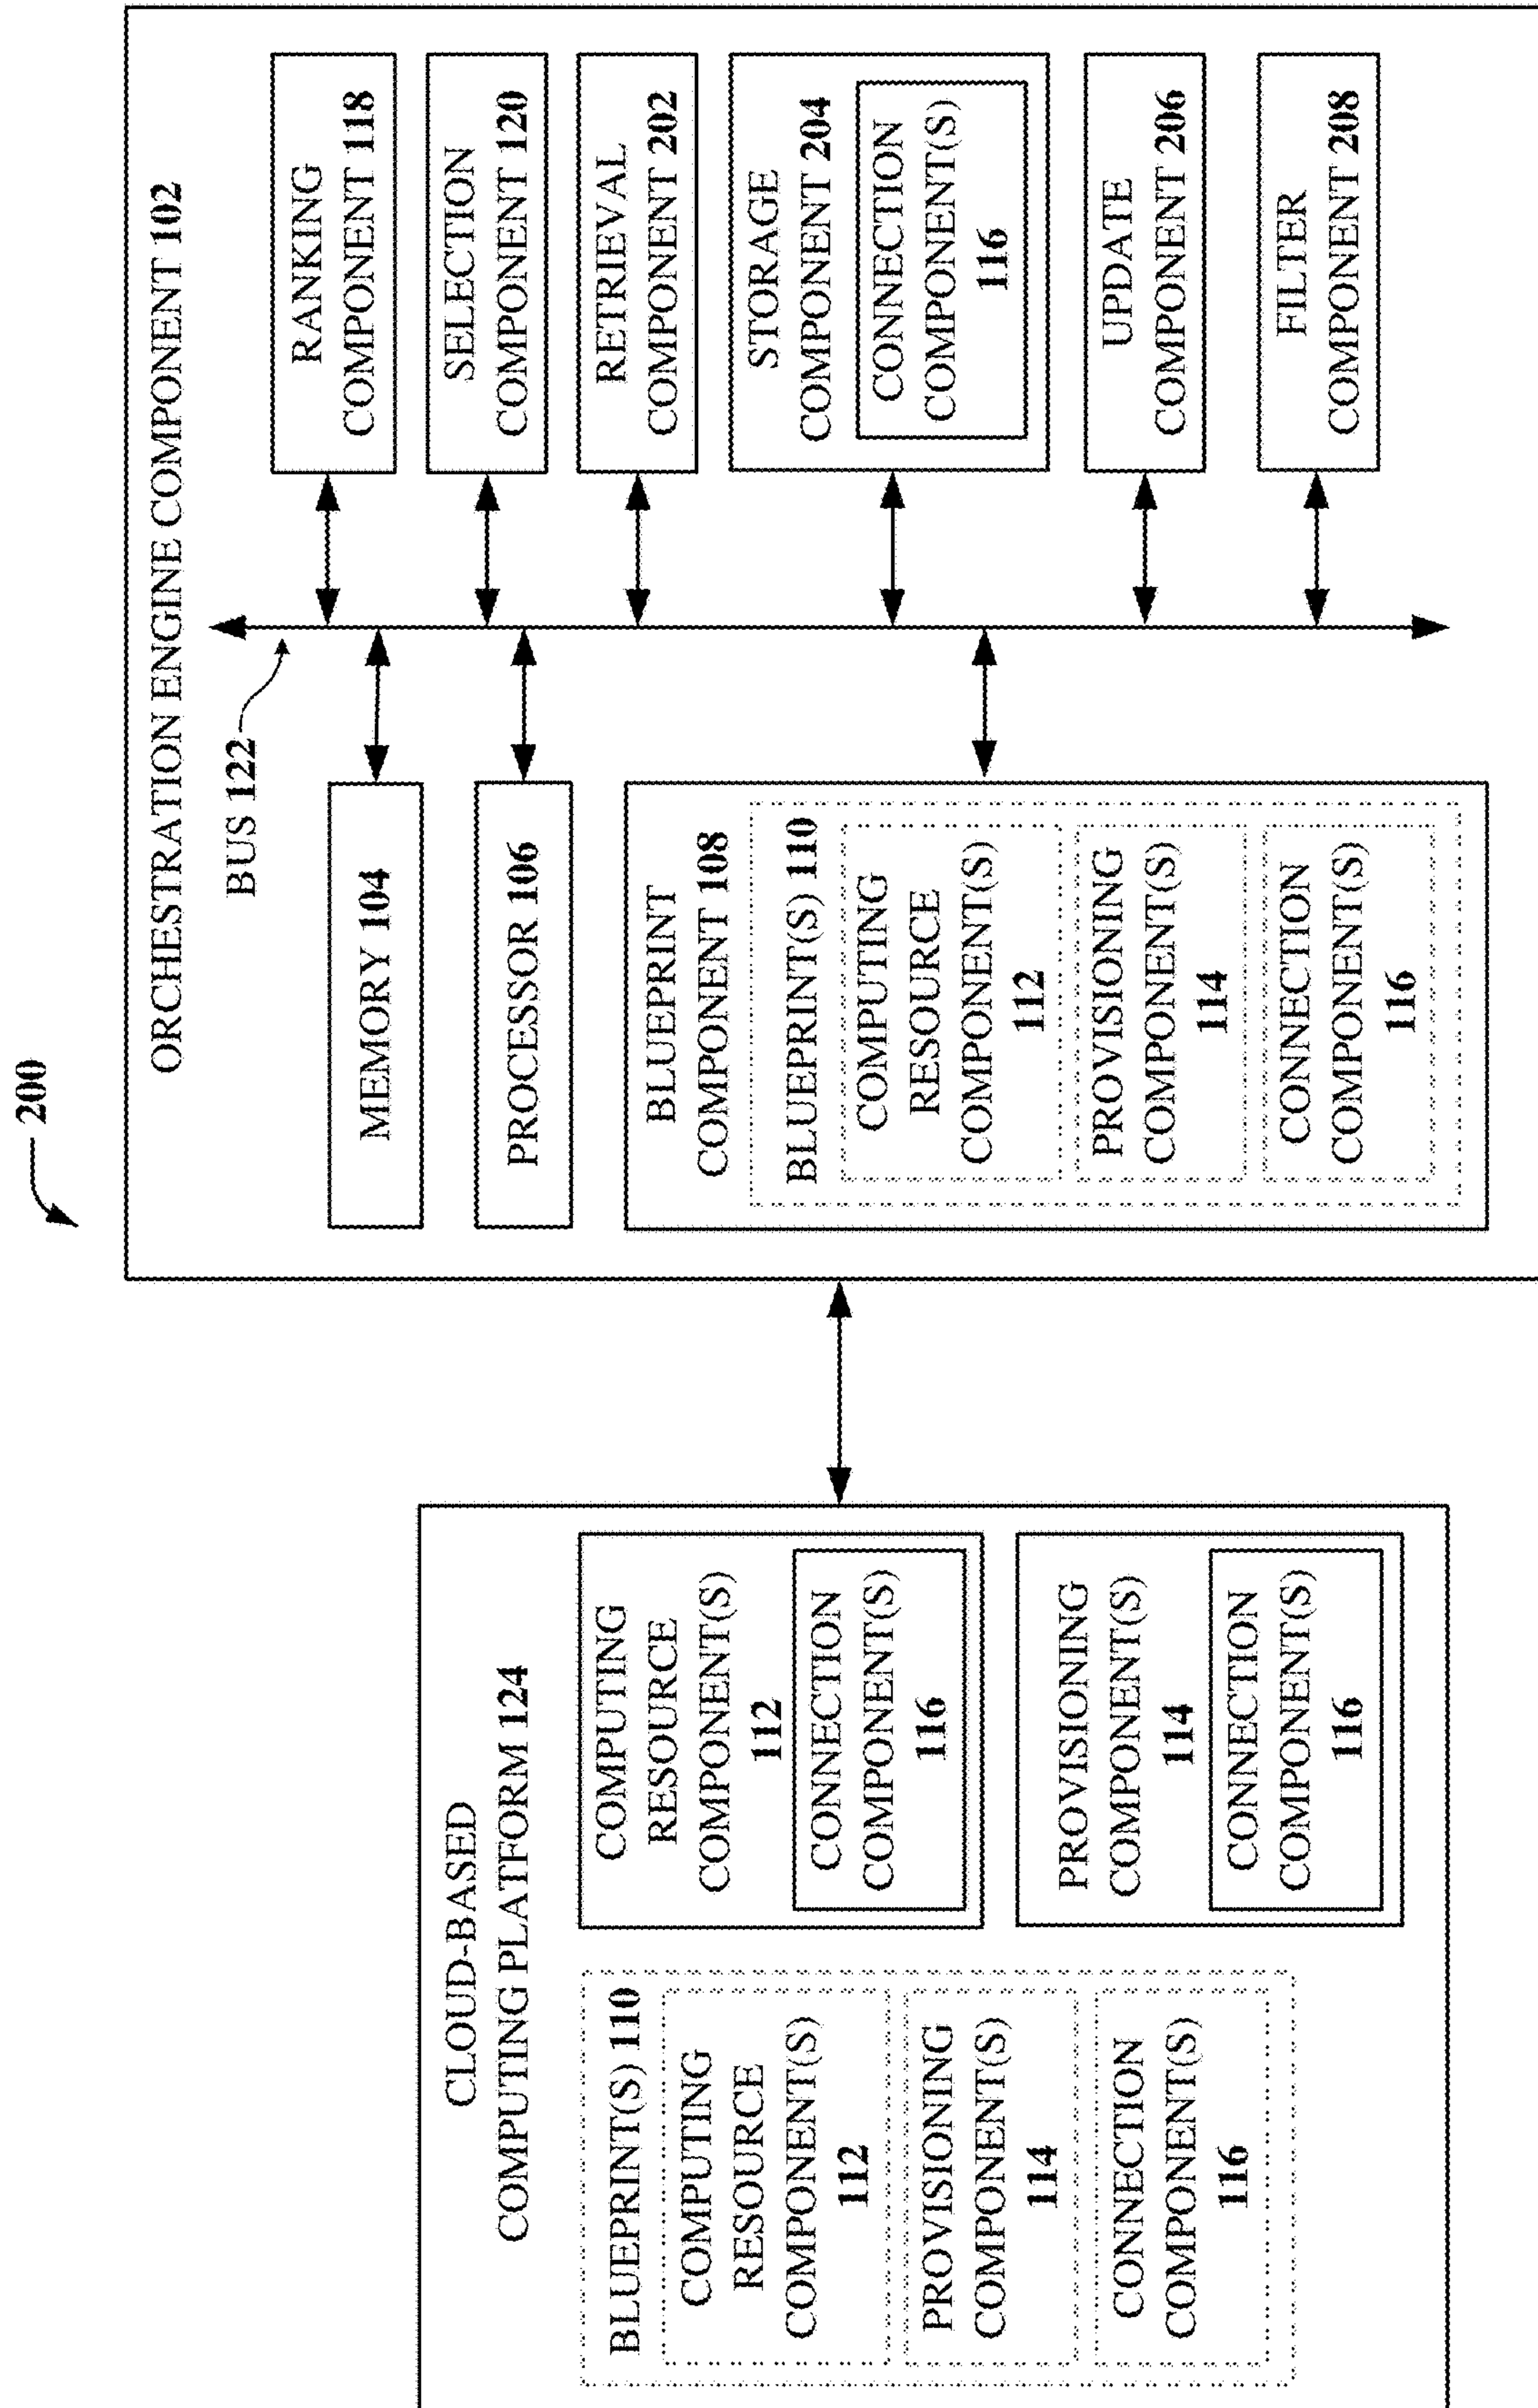 200
CLOUD-BASED
COMPUTING PLATFORM 124
BLUEPRINT(S) 110
COMPUTING
RESOURCE
COMPONENT(S)
112
PROVISIONING
COMPONENT(S)
114
CONNECTION
COMPONENT(S)
116
COMPUTING
RESOURCE
COMPONENT(S)
112
CONNECTION
COMPONENT(S)
116
PROVISIONING
COMPONENT(S)
114
CONNECTION
COMPONENT(S)
116
ORCHESTRATION ENGINE COMPONENT 102
BUS 122
MEMORY 104
PROCESSOR 106
BLUEPRINT
COMPONENT 108
BLUEPRINT(S) 110
COMPUTING
RESOURCE
COMPONENT(S)
112
PROVISIONING
COMPONENT(S)
114
CONNECTION
COMPONENT(S)
116
RANKING
COMPONENT 118
SELECTION
COMPONENT 120
RETRIEVAL
COMPONENT 202
STORAGE
COMPONENT 204
CONNECTION
COMPONENT(S)
116
UPDATE
COMPONENT 206
FILTER
COMPONENT 208